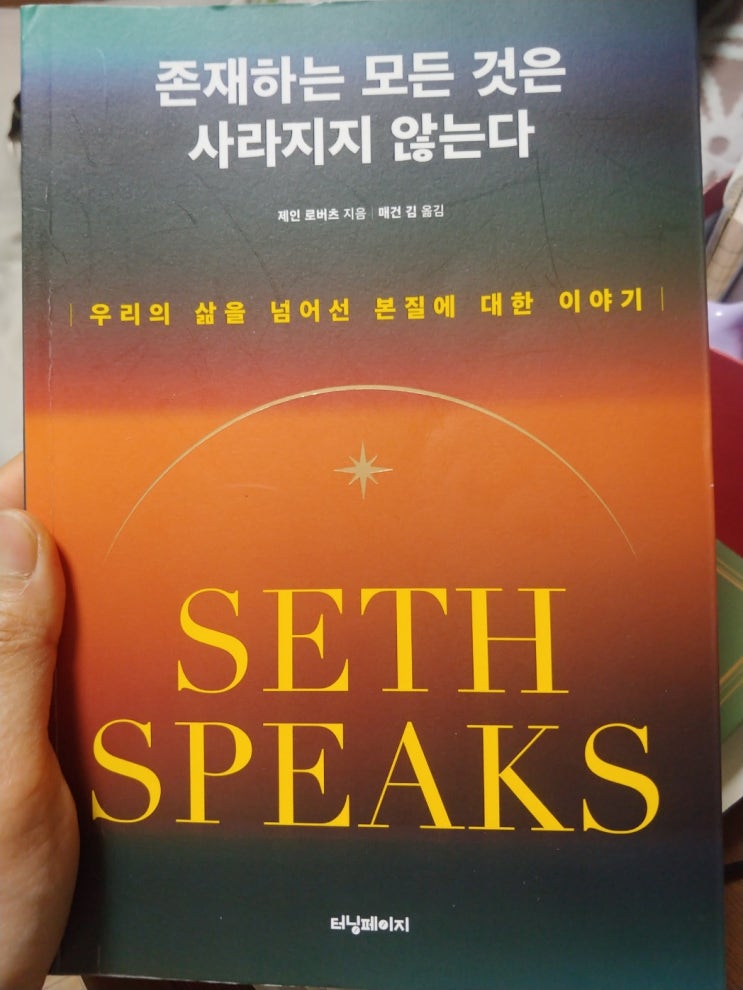 존재하는 모든 것은
사라지지 않는다
제인 로버츠 지음 | 매건 김 옮김
| 우리의 삶을 넘어선 본질에 대한 이야기 |
SETH
SPEAKS
터닝페이지